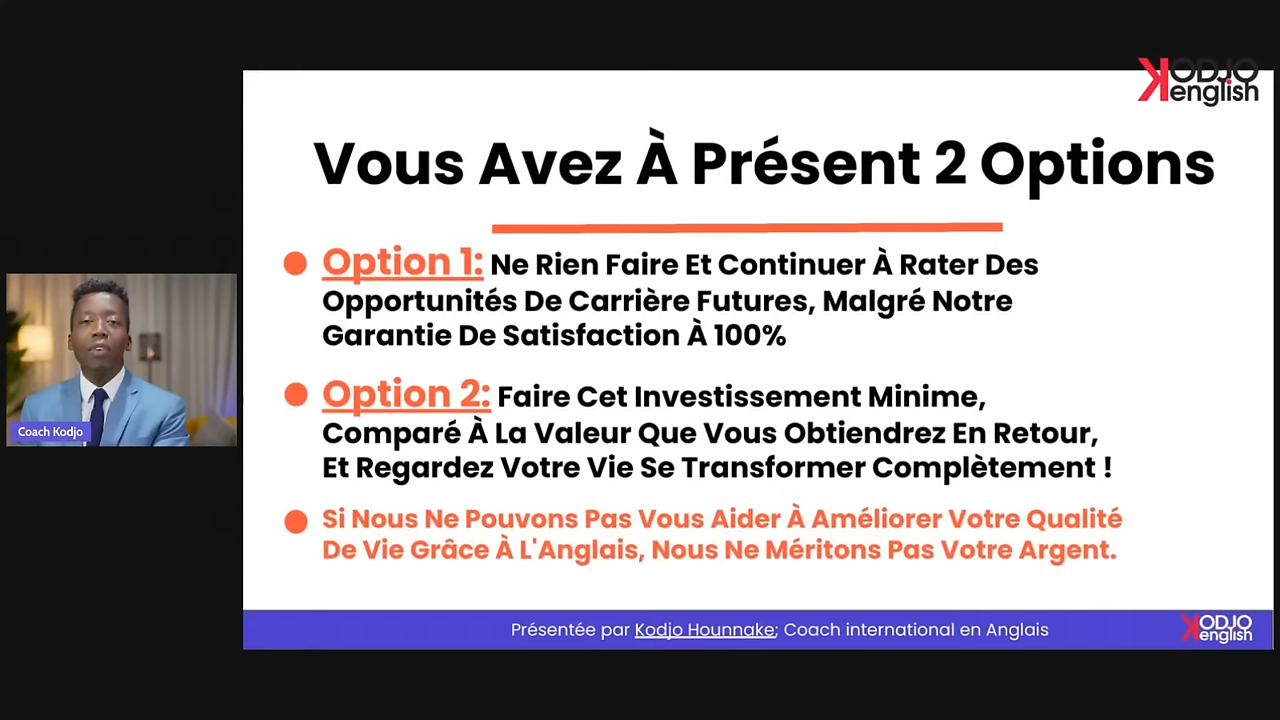 KODJO
english
Vous Avez À Présent 2 Options
Option 1: Ne Rien Faire Et Continuer À Rater Des
Opportunités De Carrière Futures, Malgré Notre
Garantie De Satisfaction À 100%
Option 2: Faire Cet Investissement Minime,
Comparé À La Valeur Que Vous Obtiendrez En Retour,
Et Regardez Votre Vie Se Transformer Complètement !
Si Nous Ne Pouvons Pas Vous Aider À Améliorer Votre Qualité
De Vie Grâce À L'Anglais, Nous Ne Méritons Pas Votre Argent.
Coach Kodjo
Présentée par Kodjo Hounnake; Coach international en Anglais
KODJO
english